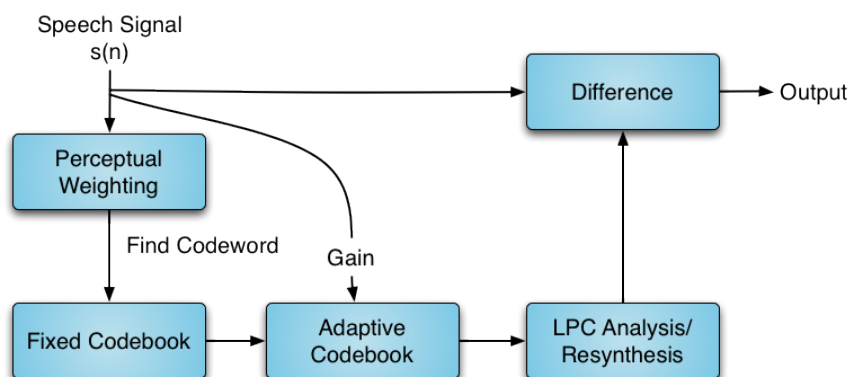 Speech Signal
s(n)
Difference
Output
Perceptual
Weighting
Find Codeword
Gain
Fixed Codebook
Adaptive
Codebook
LPC Analysis/
Resynthesis